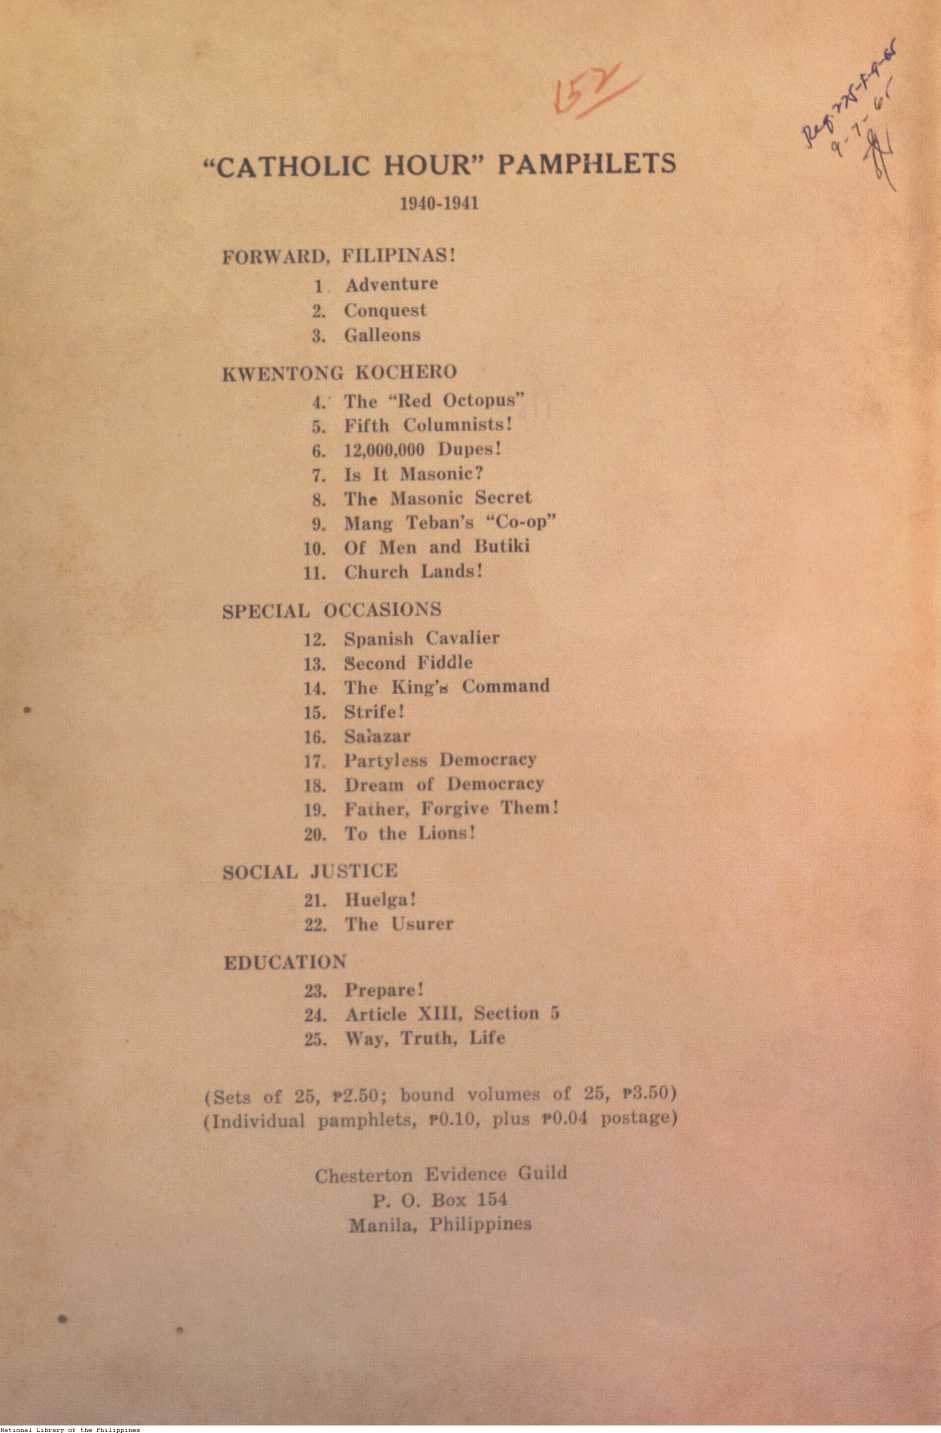 152
9-7-65
"CATHOLIC HOUR" PAMPHLETS
1940-1941
FORWARD, FILIPINAS!
1. Adventure
2. Conquest
3. Galleons
KWENTONG KOCHERO
4. The "Red Octopus"
5. Fifth Columnists!
6. 12,000,000 Dupes!
7. Is It Masonic?
8. The Masonic Secret
9. Mang Teban's "Co-op"
10. Of Men and Butiki
11. Church Lands!
SPECIAL OCCASIONS
12. Spanish Cavalier
13. Second Fiddle
14. The King's Command
15. Strife!
16. Salazar
17. Partyless Democracy
18. Dream of Democracy
19. Father, Forgive Them!
20. To the Lions!
SOCIAL JUSTICE
21. Huelga!
22. The Usurer
EDUCATION
23. Prepare!
24. Article XIII, Section 5
25. Way, Truth, Life
(Sets of 25, ₱2.50; bound volumes of 25, ₱3.50)
(Individual pamphlets, ₱0.10, plus ₱0.04 postage)
Chesterton Evidence Guild
P. O. Box 154
Manila, Philippines
National Library of the Philippines